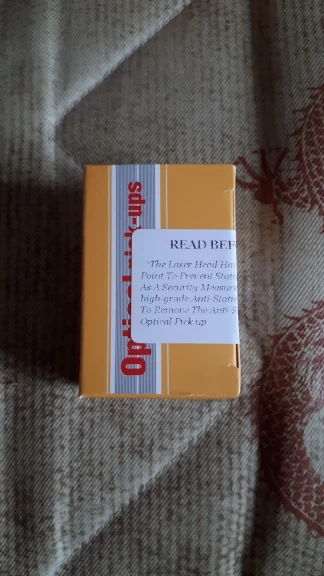 Optical pick-ups
READ BEF
"The Laser Head Ha
Point To Prevent Stati
As A Security Measure
high-grade Anti Static
To Remove The Anti-S
Optical Pick up